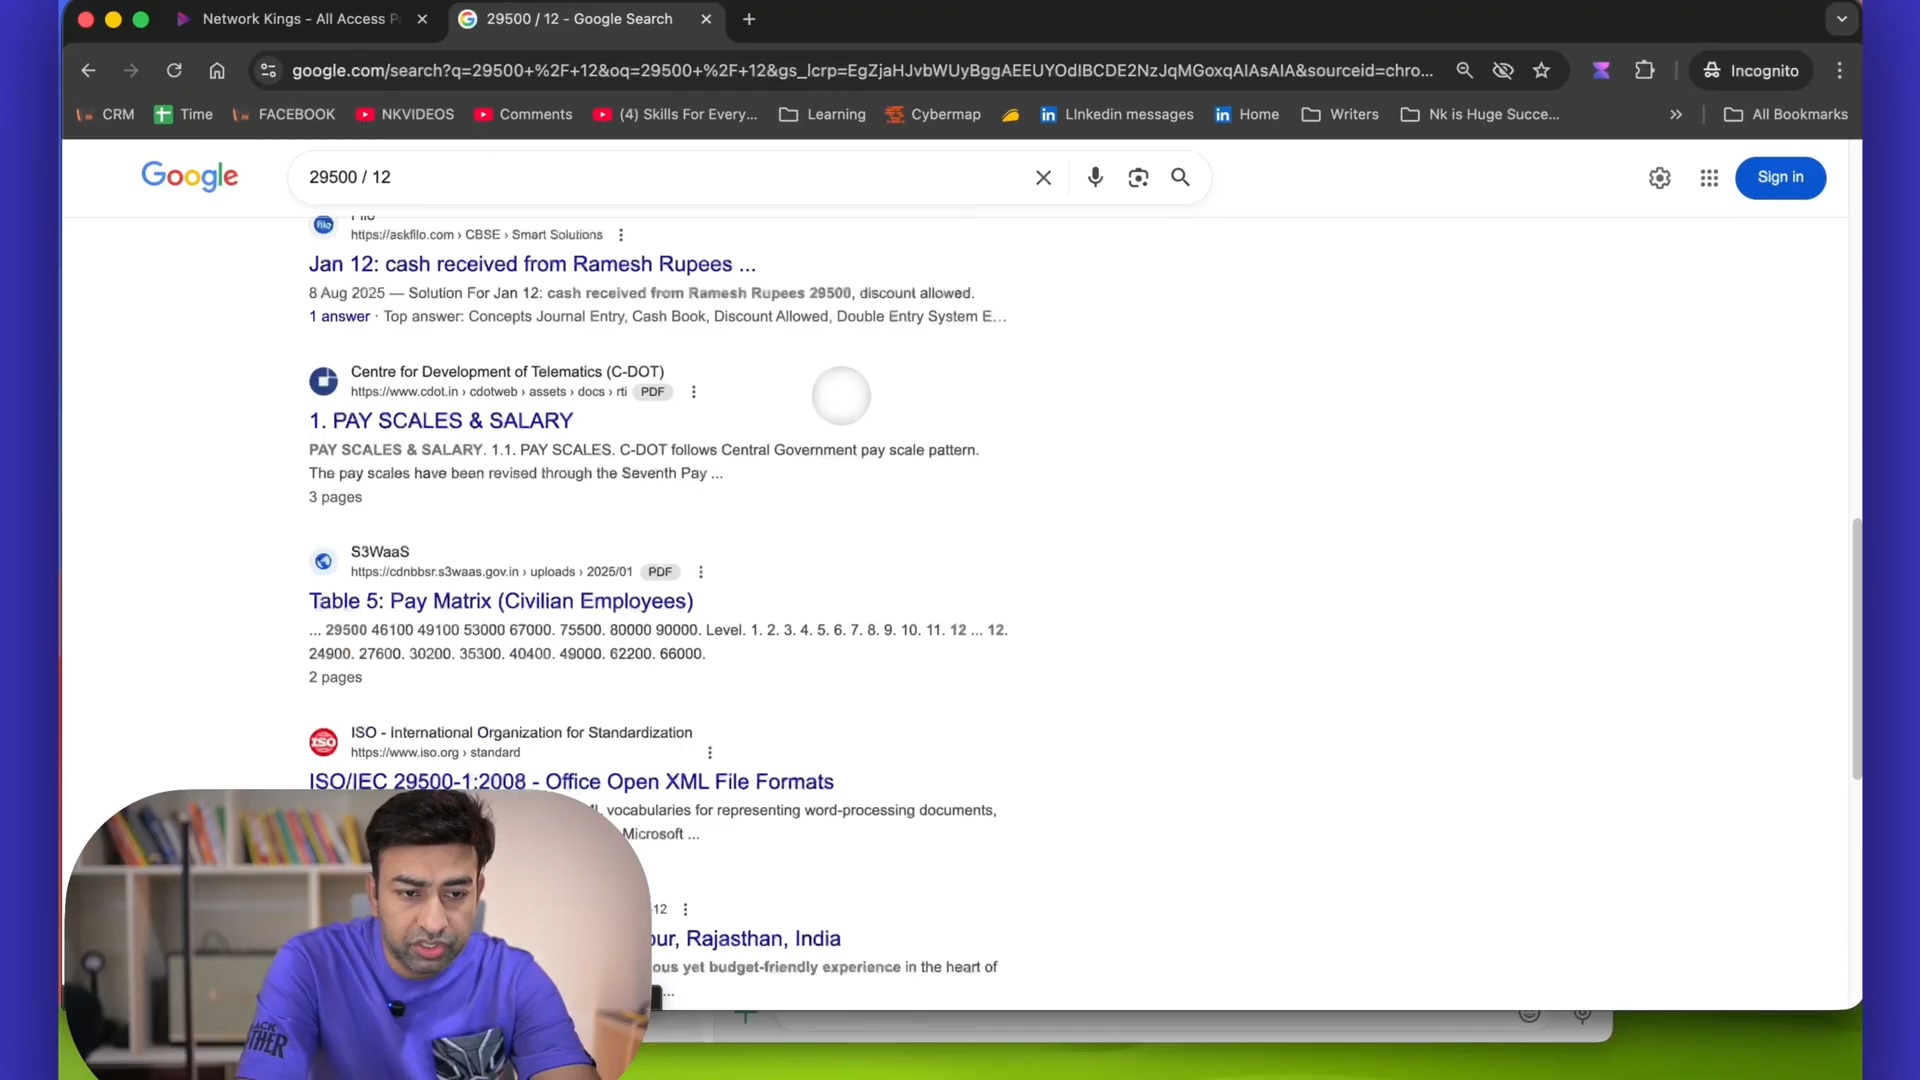 Network Kings - All Access P
29500 / 12 - Google Search
google.com/search?q=29500+%2F+12&oq=29500+%2F+12&gs_lcrp=EgZjaHJvbWUyBggAEEUYOdIBCDE2NzJqMGoxqAIAsAIA&sourceid=chro...
Incognito
CRM
Time
FACEBOOK
NKVIDEOS
Comments
(4) Skills For Every...
Learning
Cybermap
LInkedin messages
Home
Writers
Nk is Huge Succe...
All Bookmarks
Google
29500 / 12
Sign in
Filo
https://askfilo.com › CBSE › Smart Solutions
Jan 12: cash received from Ramesh Rupees ...
8 Aug 2025 — Solution For Jan 12: cash received from Ramesh Rupees 29500, discount allowed.
1 answer · Top answer: Concepts Journal Entry, Cash Book, Discount Allowed, Double Entry System E...
Centre for Development of Telematics (C-DOT)
https://www.cdot.in › cdotweb › assets › docs › rti PDF
1. PAY SCALES & SALARY
PAY SCALES & SALARY. 1.1. PAY SCALES. C-DOT follows Central Government pay scale pattern.
The pay scales have been revised through the Seventh Pay ...
3 pages
S3WaaS
https://cdnbbsr.s3waas.gov.in › uploads › 2025/01 PDF
Table 5: Pay Matrix (Civilian Employees)
... 29500 46100 49100 53000 67000. 75500. 80000 90000. Level. 1. 2. 3. 4. 5. 6. 7. 8. 9. 10. 11. 12 ... 12.
24900. 27600. 30200. 35300. 40400. 49000. 62200. 66000.
2 pages
ISO
ISO - International Organization for Standardization
https://www.iso.org › standard
ISO/IEC 29500-1:2008 - Office Open XML File Formats
vocabularies for representing word-processing documents,
Microsoft ...
-12
our, Rajasthan, India
ous yet budget-friendly experience in the heart of
...